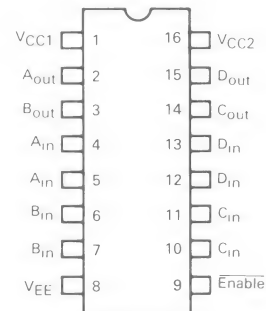 VCC1 1 16 VCC2
Aout 2 15 Dout
Bout 3 14 Cout
Ain 4 13 Din
Ain 5 12 Din
Bin 6 11 Cin
Bin 7 10 Cin
VEE 8 9 Enable